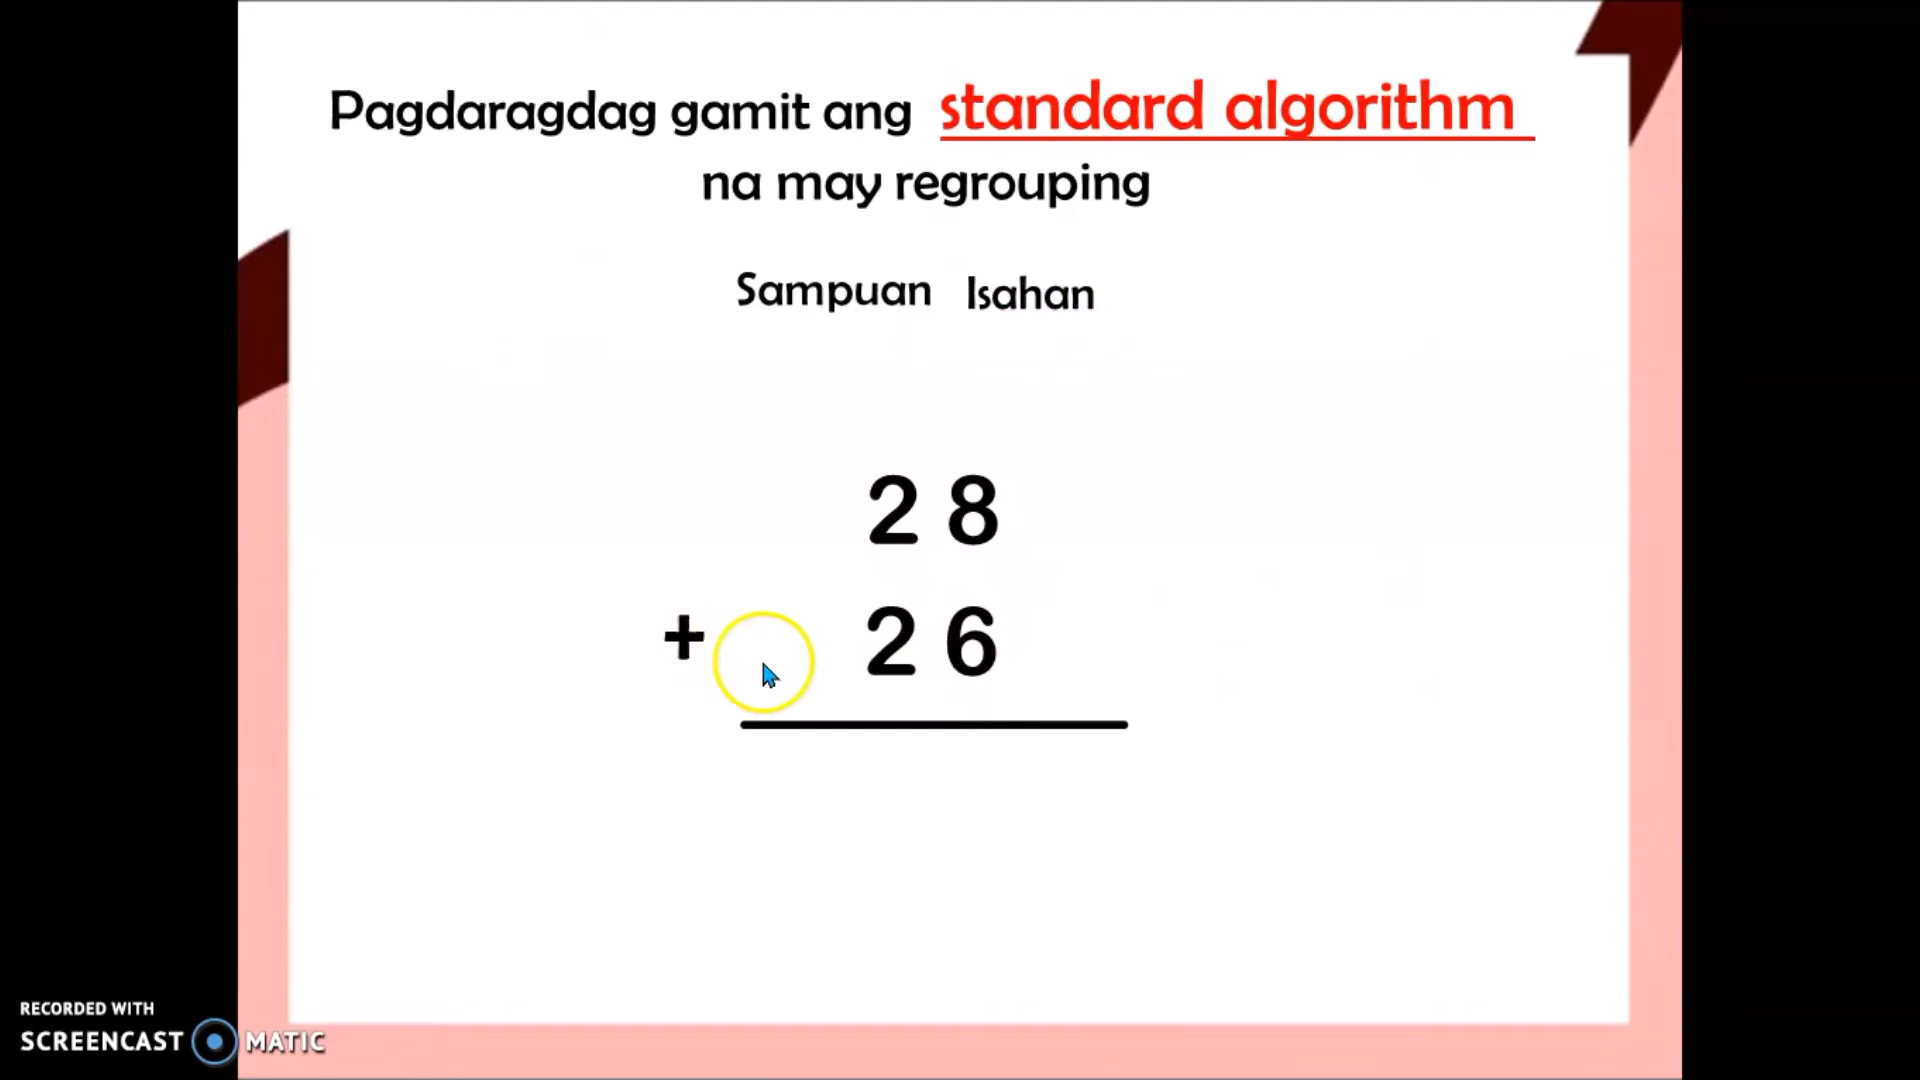 Pagdaragdag gamit ang standard algorithm
na may regrouping
Sampuan Isahan
2 8
+ 2 6
RECORDED WITH
SCREENCAST MATIC